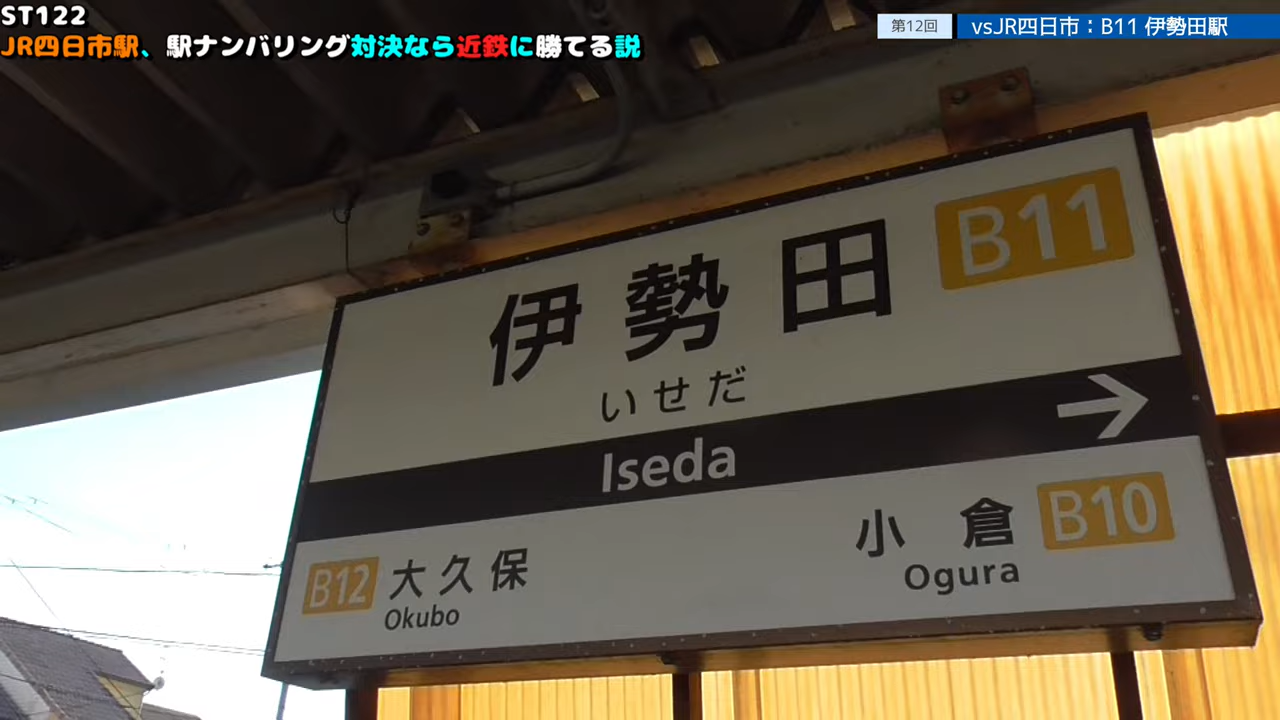 ST122
JR四日市駅、駅ナンバリング対決なら近鉄に勝てる説
第12回
vsJR四日市：B11 伊勢田駅
伊勢田 B11
いせだ
Iseda →
B12 大久保
Okubo
小倉 B10
Ogura